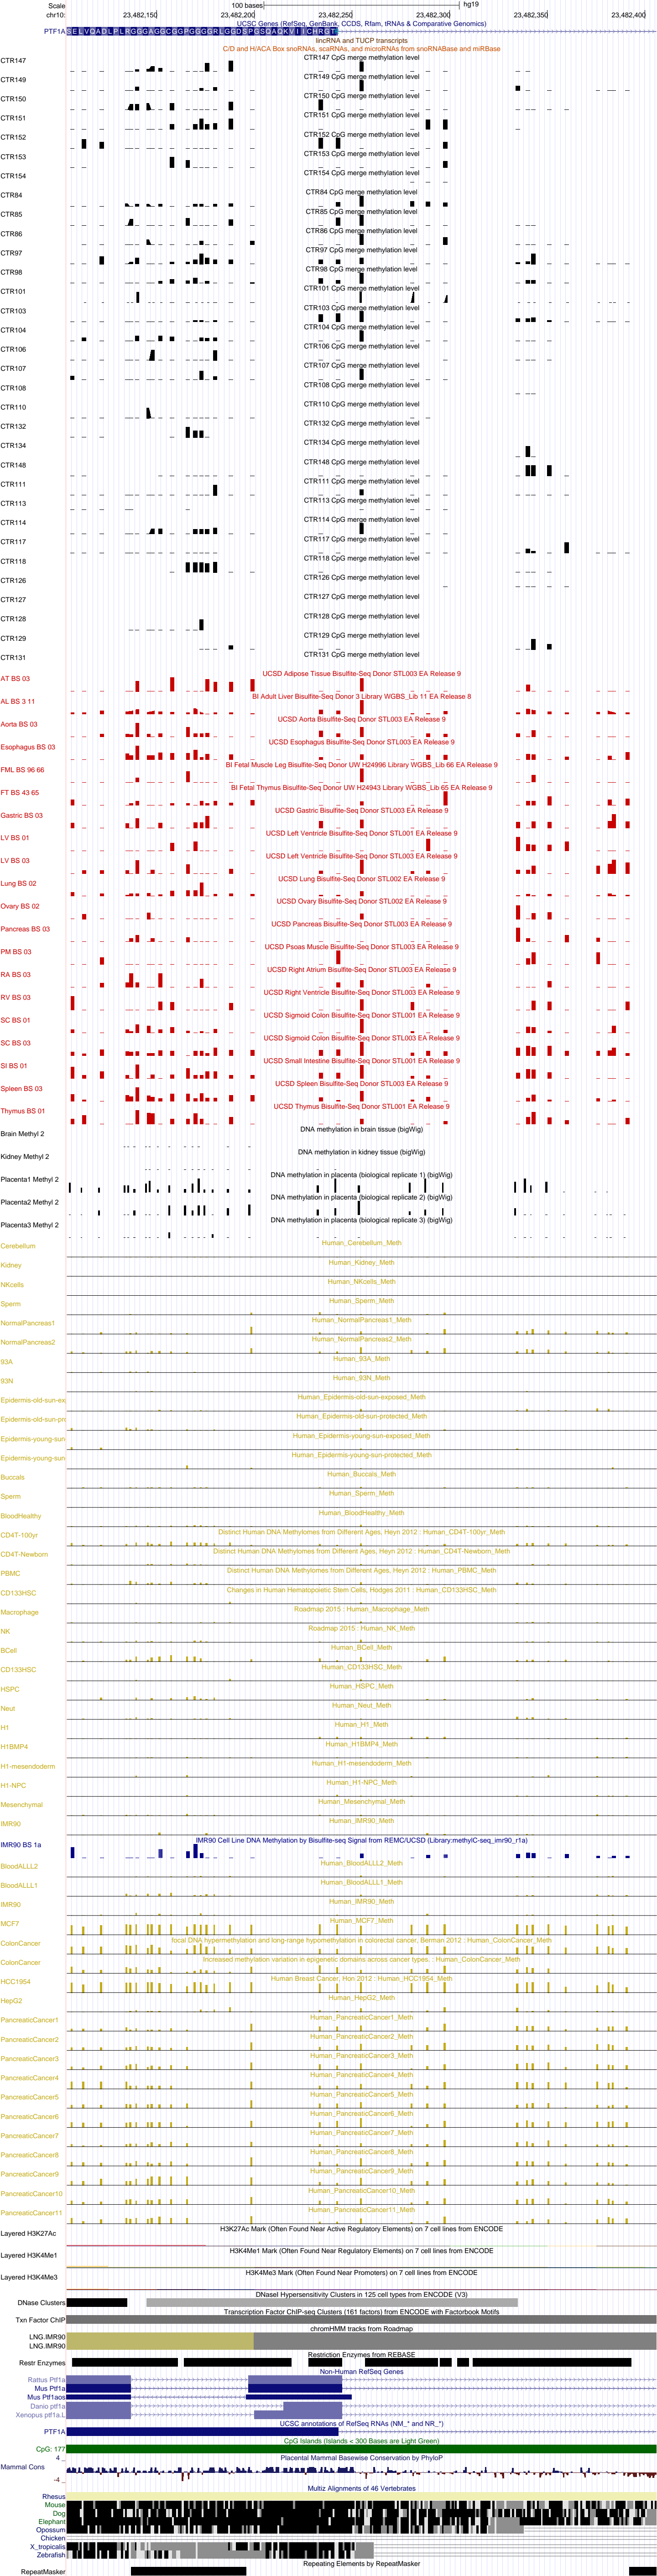 Scale 100 bases hg19
chr10: 23,482,150 23,482,200 23,482,250 23,482,300 23,482,350 23,482,400
UCSC Genes (RefSeq, GenBank, CCDS, Rfam, tRNAs & Comparative Genomics)
PTF1A
lincRNA and TUCP transcripts
C/D and H/ACA Box snoRNAs, scaRNAs, and microRNAs from snoRNABase and miRBase
CTR147 CTR147 CpG merge methylation level
CTR149 CTR149 CpG merge methylation level
CTR150 CTR150 CpG merge methylation level
CTR151 CTR151 CpG merge methylation level
CTR152 CTR152 CpG merge methylation level
CTR153 CTR153 CpG merge methylation level
CTR154 CTR154 CpG merge methylation level
CTR84 CTR84 CpG merge methylation level
CTR85 CTR85 CpG merge methylation level
CTR86 CTR86 CpG merge methylation level
CTR97 CTR97 CpG merge methylation level
CTR98 CTR98 CpG merge methylation level
CTR101 CTR101 CpG merge methylation level
CTR103 CTR103 CpG merge methylation level
CTR104 CTR104 CpG merge methylation level
CTR106 CTR106 CpG merge methylation level
CTR107 CTR107 CpG merge methylation level
CTR108 CTR108 CpG merge methylation level
CTR110 CTR110 CpG merge methylation level
CTR132 CTR132 CpG merge methylation level
CTR134 CTR134 CpG merge methylation level
CTR148 CTR148 CpG merge methylation level
CTR111 CTR111 CpG merge methylation level
CTR113 CTR113 CpG merge methylation level
CTR114 CTR114 CpG merge methylation level
CTR117 CTR117 CpG merge methylation level
CTR118 CTR118 CpG merge methylation level
CTR126 CTR126 CpG merge methylation level
CTR127 CTR127 CpG merge methylation level
CTR128 CTR128 CpG merge methylation level
CTR129 CTR129 CpG merge methylation level
CTR131 CTR131 CpG merge methylation level
AT BS 03 UCSD Adipose Tissue Bisulfite-Seq Donor STL003 EA Release 9
AL BS 3 11 BI Adult Liver Bisulfite-Seq Donor 3 Library WGBS_Lib 11 EA Release 8
Aorta BS 03 UCSD Aorta Bisulfite-Seq Donor STL003 EA Release 9
Esophagus BS 03 UCSD Esophagus Bisulfite-Seq Donor STL003 EA Release 9
FML BS 96 66 BI Fetal Muscle Leg Bisulfite-Seq Donor UW H24996 Library WGBS_Lib 66 EA Release 9
FT BS 43 65 BI Fetal Thymus Bisulfite-Seq Donor UW H24943 Library WGBS_Lib 65 EA Release 9
Gastric BS 03 UCSD Gastric Bisulfite-Seq Donor STL003 EA Release 9
LV BS 01 UCSD Left Ventricle Bisulfite-Seq Donor STL001 EA Release 9
LV BS 03 UCSD Left Ventricle Bisulfite-Seq Donor STL003 EA Release 9
Lung BS 02 UCSD Lung Bisulfite-Seq Donor STL002 EA Release 9
Ovary BS 02 UCSD Ovary Bisulfite-Seq Donor STL002 EA Release 9
Pancreas BS 03 UCSD Pancreas Bisulfite-Seq Donor STL003 EA Release 9
PM BS 03 UCSD Psoas Muscle Bisulfite-Seq Donor STL003 EA Release 9
RA BS 03 UCSD Right Atrium Bisulfite-Seq Donor STL003 EA Release 9
RV BS 03 UCSD Right Ventricle Bisulfite-Seq Donor STL003 EA Release 9
SC BS 01 UCSD Sigmoid Colon Bisulfite-Seq Donor STL001 EA Release 9
SC BS 03 UCSD Sigmoid Colon Bisulfite-Seq Donor STL003 EA Release 9
SI BS 01 UCSD Small Intestine Bisulfite-Seq Donor STL001 EA Release 9
Spleen BS 03 UCSD Spleen Bisulfite-Seq Donor STL003 EA Release 9
Thymus BS 01 UCSD Thymus Bisulfite-Seq Donor STL001 EA Release 9
Brain Methyl 2 DNA methylation in brain tissue (bigWig)
Kidney Methyl 2 DNA methylation in kidney tissue (bigWig)
Placenta1 Methyl 2 DNA methylation in placenta (biological replicate 1) (bigWig)
Placenta2 Methyl 2 DNA methylation in placenta (biological replicate 2) (bigWig)
Placenta3 Methyl 2 DNA methylation in placenta (biological replicate 3) (bigWig)
Cerebellum Human_Cerebellum_Meth
Kidney Human_Kidney_Meth
NKcells Human_NKcells_Meth
Sperm Human_Sperm_Meth
NormalPancreas1 Human_NormalPancreas1_Meth
NormalPancreas2 Human_NormalPancreas2_Meth
93A Human_93A_Meth
93N Human_93N_Meth
Epidermis-old-sun-ex Human_Epidermis-old-sun-exposed_Meth
Epidermis-old-sun-pri Human_Epidermis-old-sun-protected_Meth
Epidermis-young-sun Human_Epidermis-young-sun-exposed_Meth
Epidermis-young-sun Human_Epidermis-young-sun-protected_Meth
Buccals Human_Buccals_Meth
Sperm Human_Sperm_Meth
BloodHealthy Human_BloodHealthy_Meth
CD4T-100yr Distinct Human DNA Methylomes from Different Ages, Heyn 2012 : Human_CD4T-100yr_Meth
CD4T-Newborn Distinct Human DNA Methylomes from Different Ages, Heyn 2012 : Human_CD4T-Newborn_Meth
PBMC Distinct Human DNA Methylomes from Different Ages, Heyn 2012 : Human_PBMC_Meth
CD133HSC Changes in Human Hematopoietic Stem Cells, Hodges 2011 : Human_CD133HSC_Meth
Macrophage Roadmap 2015 : Human_Macrophage_Meth
NK Roadmap 2015 : Human_NK_Meth
BCell Human_BCell_Meth
CD133HSC Human_CD133HSC_Meth
HSPC Human_HSPC_Meth
Neut Human_Neut_Meth
H1 Human_H1_Meth
H1BMP4 Human_H1BMP4_Meth
H1-mesendoderm Human_H1-mesendoderm_Meth
H1-NPC Human_H1-NPC_Meth
Mesenchymal Human_Mesenchymal_Meth
IMR90 Human_IMR90_Meth
IMR90 BS 1a IMR90 Cell Line DNA Methylation by Bisulfite-seq Signal from REMC/UCSD (Library:methylC-seq_imr90_r1a)
BloodALLL2 Human_BloodALLL2_Meth
BloodALLL1 Human_BloodALLL1_Meth
IMR90 Human_IMR90_Meth
MCF7 Human_MCF7_Meth
ColonCancer focal DNA hypermethylation and long-range hypomethylation in colorectal cancer, Berman 2012 : Human_ColonCancer_Meth
ColonCancer Increased methylation variation in epigenetic domains across cancer types. : Human_ColonCancer_Meth
HCC1954 Human Breast Cancer, Hon 2012 : Human_HCC1954_Meth
HepG2 Human_HepG2_Meth
PancreaticCancer1 Human_PancreaticCancer1_Meth
PancreaticCancer2 Human_PancreaticCancer2_Meth
PancreaticCancer3 Human_PancreaticCancer3_Meth
PancreaticCancer4 Human_PancreaticCancer4_Meth
PancreaticCancer5 Human_PancreaticCancer5_Meth
PancreaticCancer6 Human_PancreaticCancer6_Meth
PancreaticCancer7 Human_PancreaticCancer7_Meth
PancreaticCancer8 Human_PancreaticCancer8_Meth
PancreaticCancer9 Human_PancreaticCancer9_Meth
PancreaticCancer10 Human_PancreaticCancer10_Meth
PancreaticCancer11 Human_PancreaticCancer11_Meth
Layered H3K27Ac H3K27Ac Mark (Often Found Near Active Regulatory Elements) on 7 cell lines from ENCODE
Layered H3K4Me1 H3K4Me1 Mark (Often Found Near Regulatory Elements) on 7 cell lines from ENCODE
Layered H3K4Me3 H3K4Me3 Mark (Often Found Near Promoters) on 7 cell lines from ENCODE
DNaseI Hypersensitivity Clusters in 125 cell types from ENCODE (V3)
DNase Clusters
Transcription Factor ChIP-seq Clusters (161 factors) from ENCODE with Factorbook Motifs
Txn Factor ChIP
chromHMM tracks from Roadmap
LNG.IMR90
LNG.IMR90
Restriction Enzymes from REBASE
Restr Enzymes
Non-Human RefSeq Genes
Rattus Ptf1a
Mus Ptf1a
Mus Ptf1aos
Danio ptf1a
Xenopus ptf1a.L
UCSC annotations of RefSeq RNAs (NM_* and NR_*)
PTF1A
CpG Islands (Islands < 300 Bases are Light Green)
CpG: 177
4 _ Placental Mammal Basewise Conservation by PhyloP
Mammal Cons
-4 _
Multiz Alignments of 46 Vertebrates
Rhesus
Mouse
Dog
Elephant
Opossum
Chicken
X_tropicalis
Zebrafish
Repeating Elements by RepeatMasker
RepeatMasker